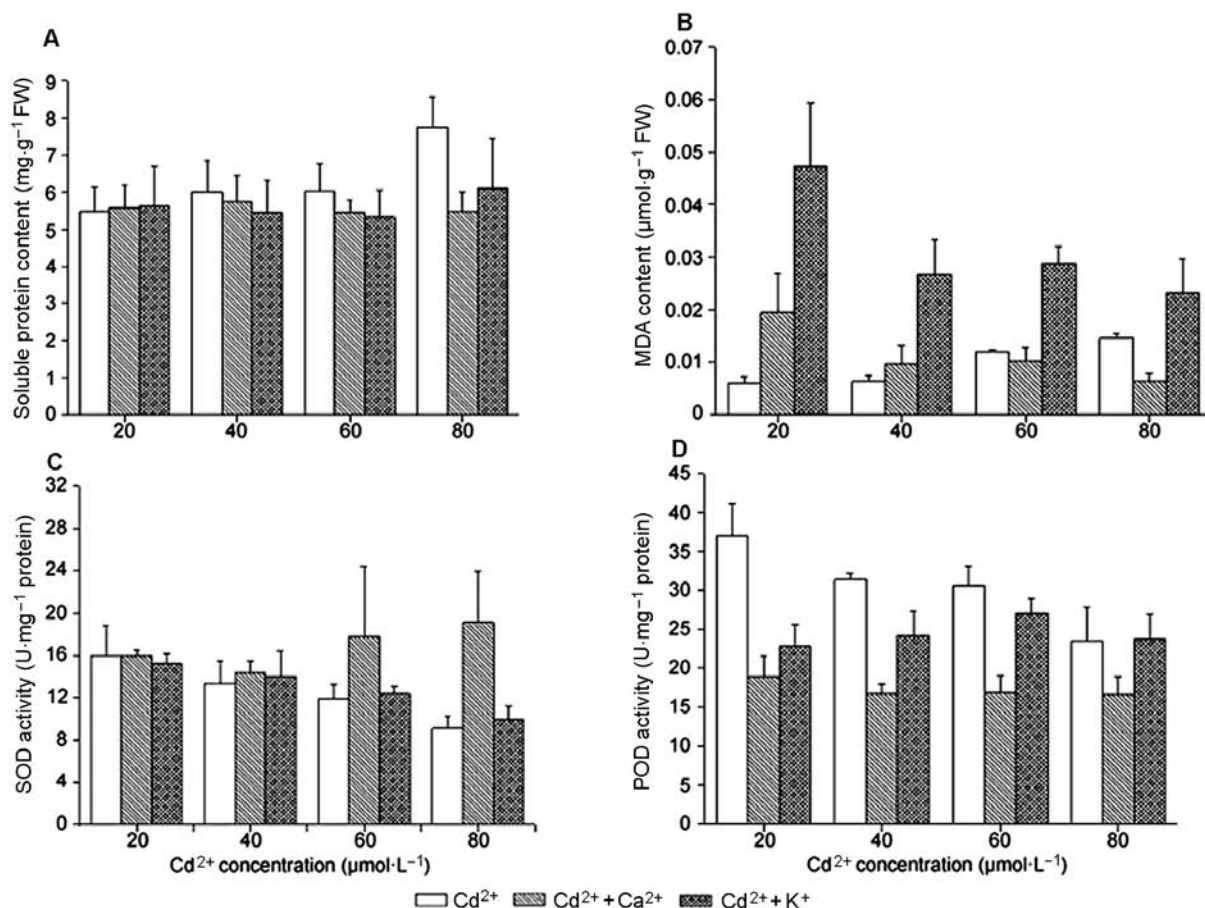 A
Soluble protein content (mg·g⁻¹ FW)
9
8
7
6
5
4
3
2
1
0
20 40 60 80
B
MDA content (µmol·g⁻¹ FW)
0.07
0.06
0.05
0.04
0.03
0.02
0.01
0
20 40 60 80
C
SOD activity (U·mg⁻¹ protein)
32
28
24
20
16
12
8
4
0
20 40 60 80
Cd²⁺ concentration (µmol·L⁻¹)
D
POD activity (U·mg⁻¹ protein)
45
40
35
30
25
20
15
10
5
0
20 40 60 80
Cd²⁺ concentration (µmol·L⁻¹)
Cd²⁺ Cd²⁺+Ca²⁺ Cd²⁺+K⁺